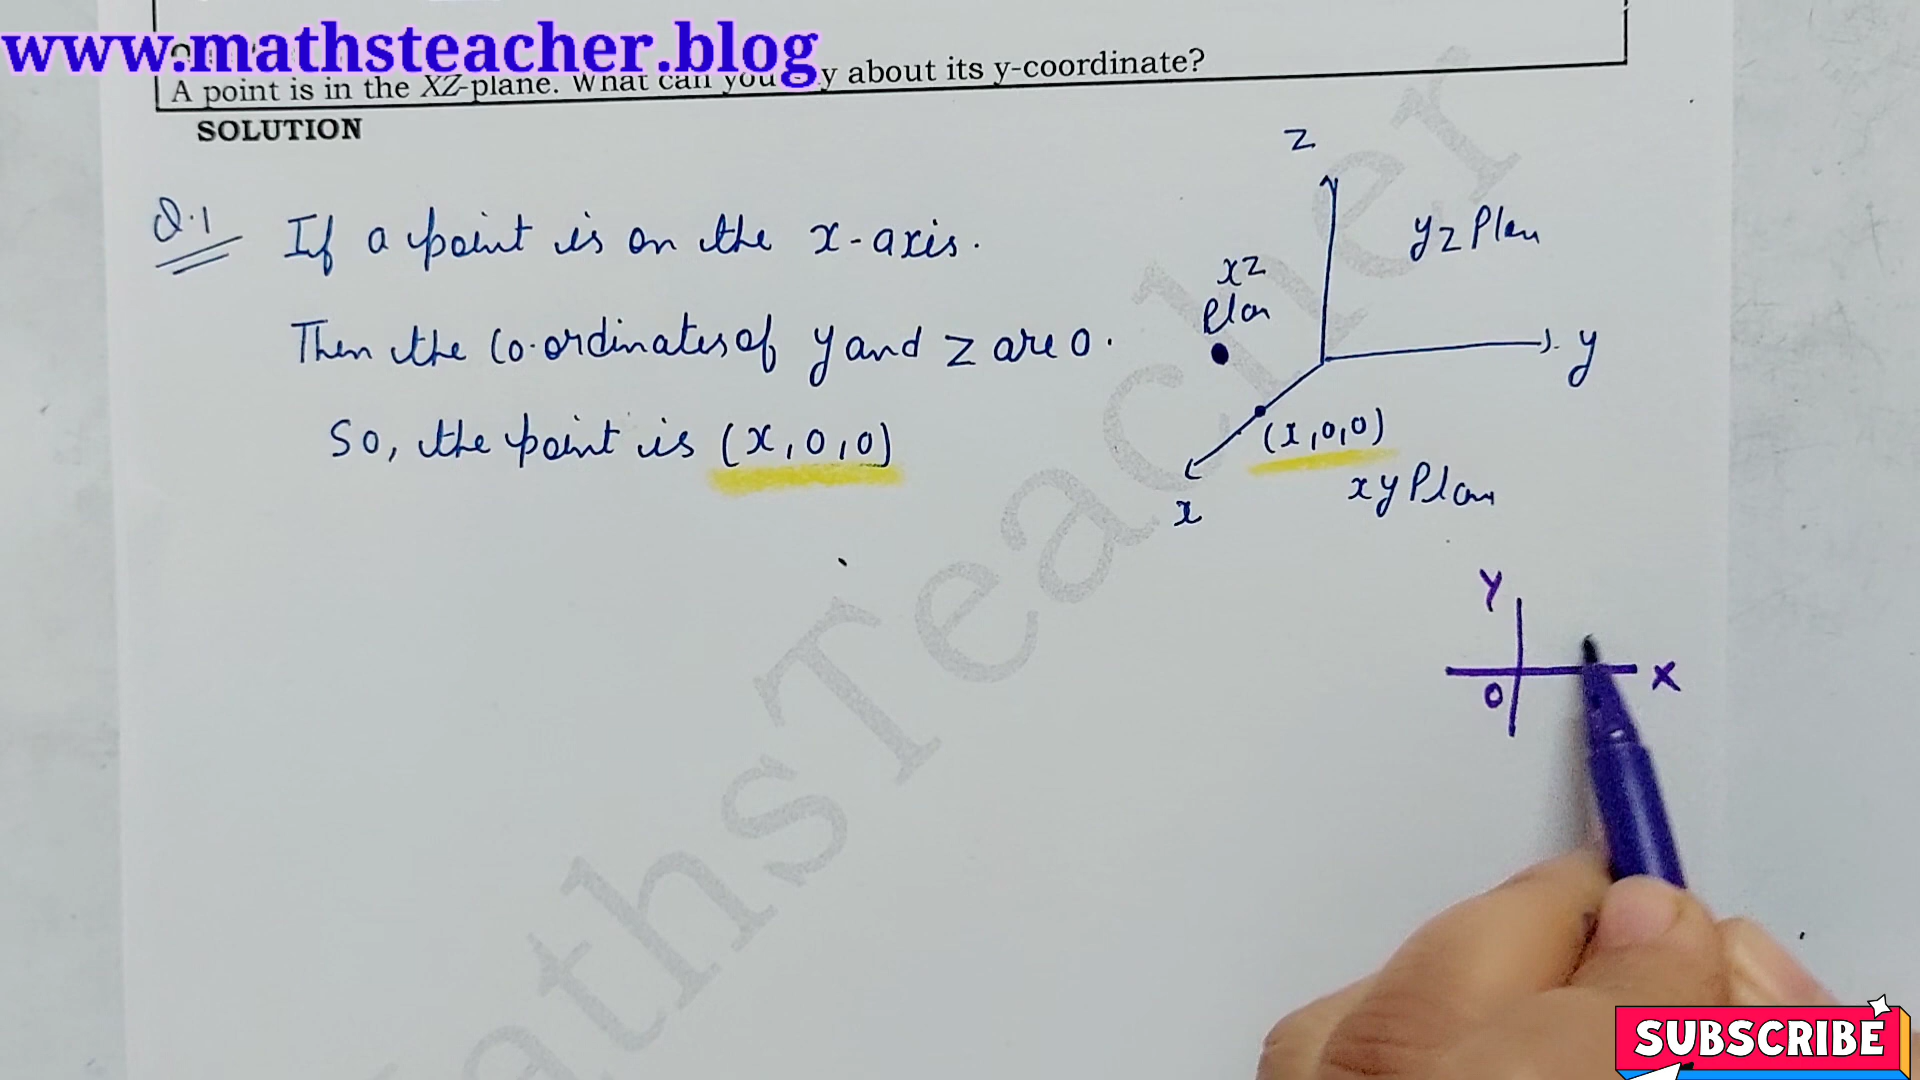 www.mathsteacher.blog
A point is in the XZ-plane. What can you y about its y-coordinate?
SOLUTION
Q.1 If a point is on the x-axis.
Then the Co-ordinates of y and z are 0.
So, the point is (x, 0, 0)
z
yz Plan
xz
Plan
y
(x, 0, 0)
xy Plan
x
Y
X
O
MathsTeacher
SUBSCRIBE